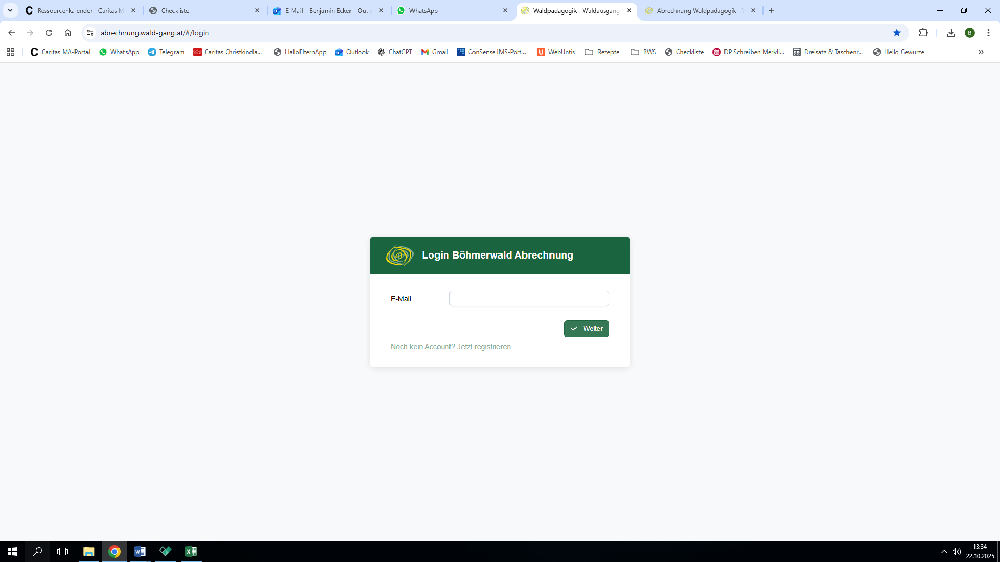 Ressourcenkalender - Caritas M
Checkliste
E-Mail – Benjamin Ecker – Outlo
WhatsApp
Waldpädagogik - Waldausgäng
Abrechnung Waldpädagogik -
abrechnung.wald-gang.at/#/login
B
Caritas MA-Portal
WhatsApp
Telegram
Caritas Christkindla...
HalloElternApp
Outlook
ChatGPT
Gmail
ConSense IMS-Port...
WebUntis
Rezepte
BWS
Checkliste
DP Schreiben Merkli...
Dreisatz & Taschenr...
Hello Gewürze
Login Böhmerwald Abrechnung
E-Mail
Weiter
Noch kein Account? Jetzt registrieren.
13:34
22.10.2025